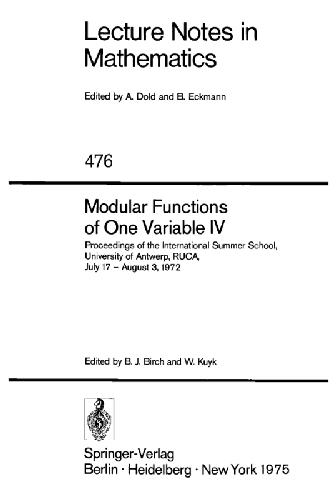 Lecture Notes in
Mathematics
Edited by A. Dold and B. Eckmann
476
Modular Functions
of One Variable IV
Proceedings of the International Summer School,
University of Antwerp, RUCA,
July 17 – August 3, 1972
Edited by B. J. Birch and W. Kuyk
Springer-Verlag
Berlin · Heidelberg · New York 1975